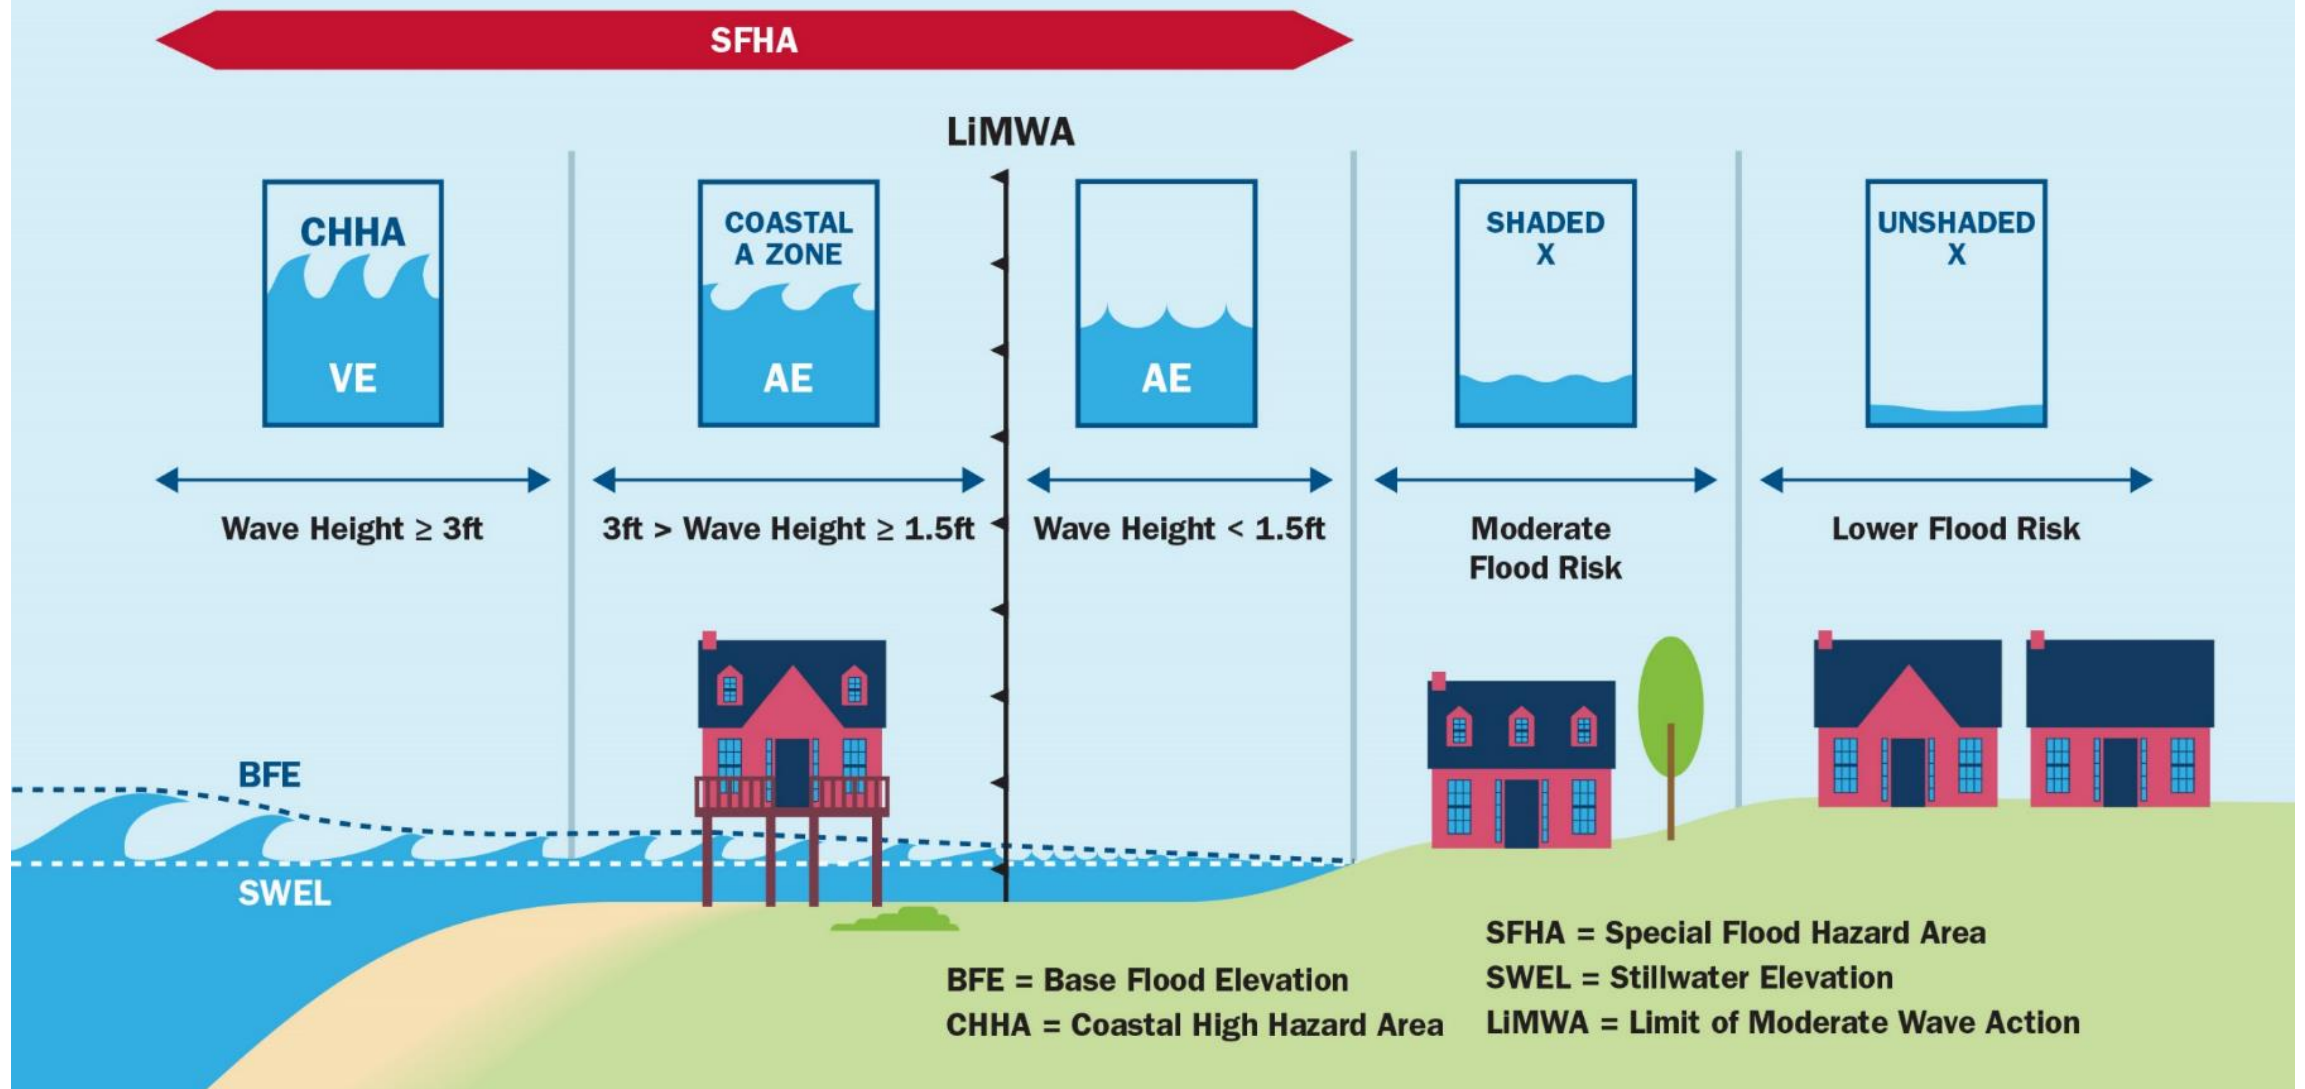 SFHA
LiMWA
CHHA
VE
COASTAL
A ZONE
AE
AE
SHADED
X
UNSHADED
X
Wave Height ≥ 3ft
3ft > Wave Height ≥ 1.5ft
Wave Height < 1.5ft
Moderate
Flood Risk
Lower Flood Risk
BFE
SWEL
BFE = Base Flood Elevation
CHHA = Coastal High Hazard Area
SFHA = Special Flood Hazard Area
SWEL = Stillwater Elevation
LiMWA = Limit of Moderate Wave Action